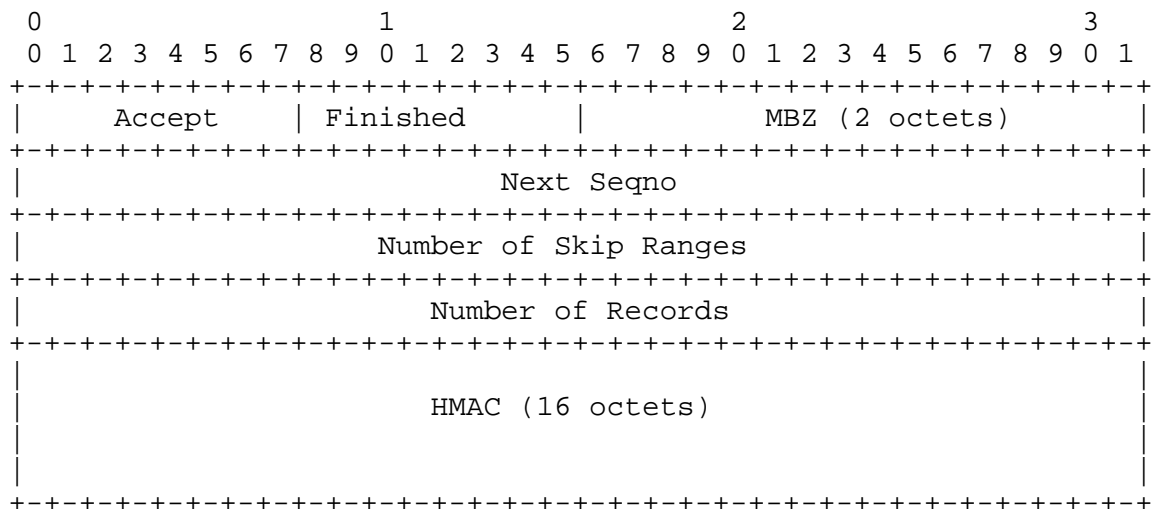 0                   1                   2                   3
 0 1 2 3 4 5 6 7 8 9 0 1 2 3 4 5 6 7 8 9 0 1 2 3 4 5 6 7 8 9 0 1
+-+-+-+-+-+-+-+-+-+-+-+-+-+-+-+-+-+-+-+-+-+-+-+-+-+-+-+-+-+-+-+-+
|     Accept    | Finished      |          MBZ (2 octets)       |
+-+-+-+-+-+-+-+-+-+-+-+-+-+-+-+-+-+-+-+-+-+-+-+-+-+-+-+-+-+-+-+-+
|                           Next Seqno                          |
+-+-+-+-+-+-+-+-+-+-+-+-+-+-+-+-+-+-+-+-+-+-+-+-+-+-+-+-+-+-+-+-+
|                    Number of Skip Ranges                      |
+-+-+-+-+-+-+-+-+-+-+-+-+-+-+-+-+-+-+-+-+-+-+-+-+-+-+-+-+-+-+-+-+
|                       Number of Records                       |
+-+-+-+-+-+-+-+-+-+-+-+-+-+-+-+-+-+-+-+-+-+-+-+-+-+-+-+-+-+-+-+-+
|                                                               |
|                       HMAC (16 octets)                        |
|                                                               |
|                                                               |
+-+-+-+-+-+-+-+-+-+-+-+-+-+-+-+-+-+-+-+-+-+-+-+-+-+-+-+-+-+-+-+-+